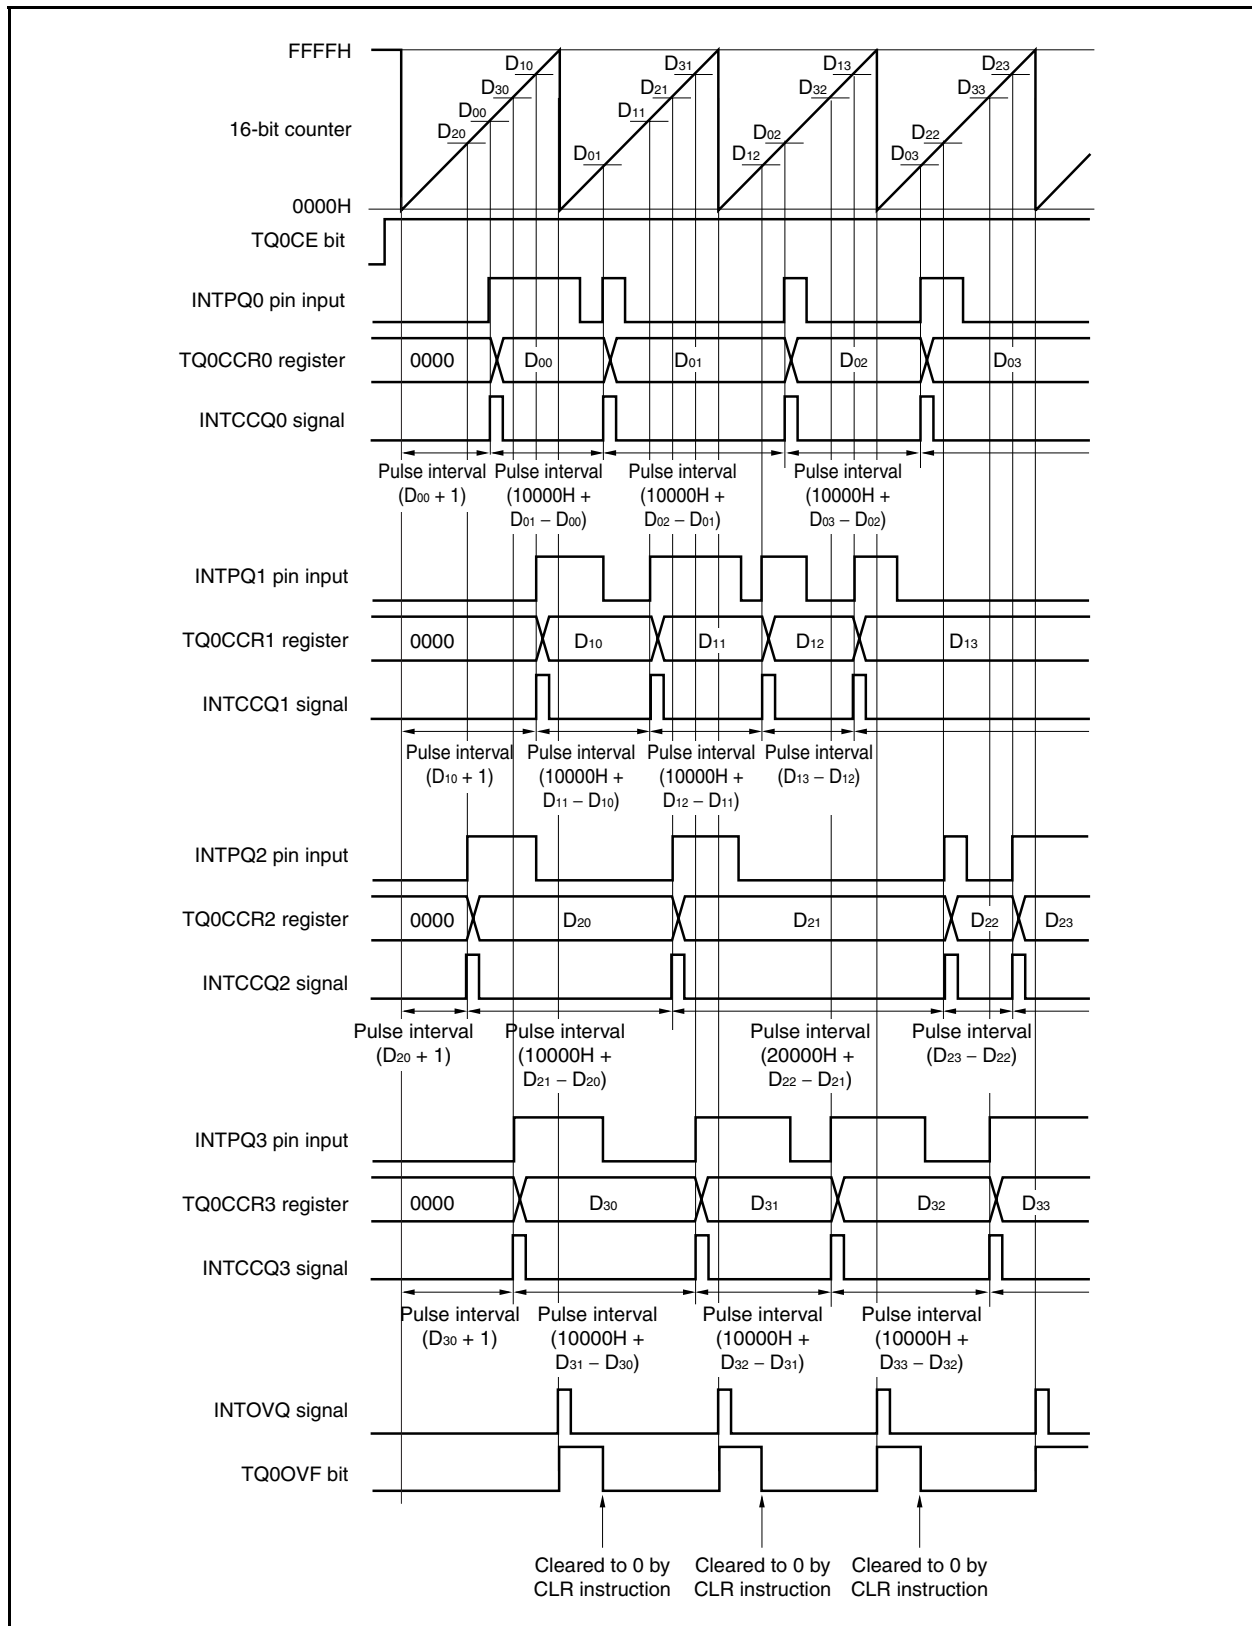 FFFFH
D10 D31 D13 D23
D30 D21 D32 D33
D00 D11
16-bit counter
D20 D02 D22
D01 D12 D03
0000H
TQ0CE bit
INTPQ0 pin input
TQ0CCR0 register 0000 D00 D01 D02 D03
INTCCQ0 signal
Pulse interval Pulse interval Pulse interval Pulse interval
(D00 + 1) (10000H + (10000H + (10000H +
D01 – D00) D02 – D01) D03 – D02)
INTPQ1 pin input
TQ0CCR1 register 0000 D10 D11 D12 D13
INTCCQ1 signal
Pulse interval Pulse interval Pulse interval Pulse interval
(D10 + 1) (10000H + (10000H + (D13 – D12)
D11 – D10) D12 – D11)
INTPQ2 pin input
TQ0CCR2 register 0000 D20 D21 D22 D23
INTCCQ2 signal
Pulse interval Pulse interval Pulse interval Pulse interval
(D20 + 1) (10000H + (20000H + (D23 – D22)
D21 – D20) D22 – D21)
INTPQ3 pin input
TQ0CCR3 register 0000 D30 D31 D32 D33
INTCCQ3 signal
Pulse interval Pulse interval Pulse interval Pulse interval
(D30 + 1) (10000H + (10000H + (10000H +
D31 – D30) D32 – D31) D33 – D32)
INTOVQ signal
TQ0OVF bit
Cleared to 0 by Cleared to 0 by Cleared to 0 by
CLR instruction CLR instruction CLR instruction